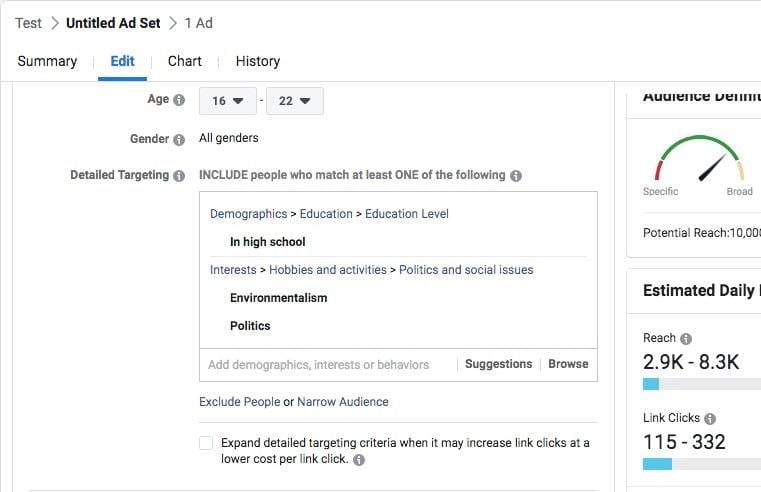 Test > Untitled Ad Set > 1 Ad
Summary Edit Chart History
Age 16 - 22
Gender All genders
Detailed Targeting INCLUDE people who match at least ONE of the following
Demographics > Education > Education Level
In high school
Interests > Hobbies and activities > Politics and social issues
Environmentalism
Politics
Add demographics, interests or behaviors Suggestions Browse
Exclude People or Narrow Audience
Expand detailed targeting criteria when it may increase link clicks at a
lower cost per link click.
Audience
Specific Broad
Potential Reach:10,00
Estimated Daily
Reach
2.9K - 8.3K
Link Clicks
115 - 332